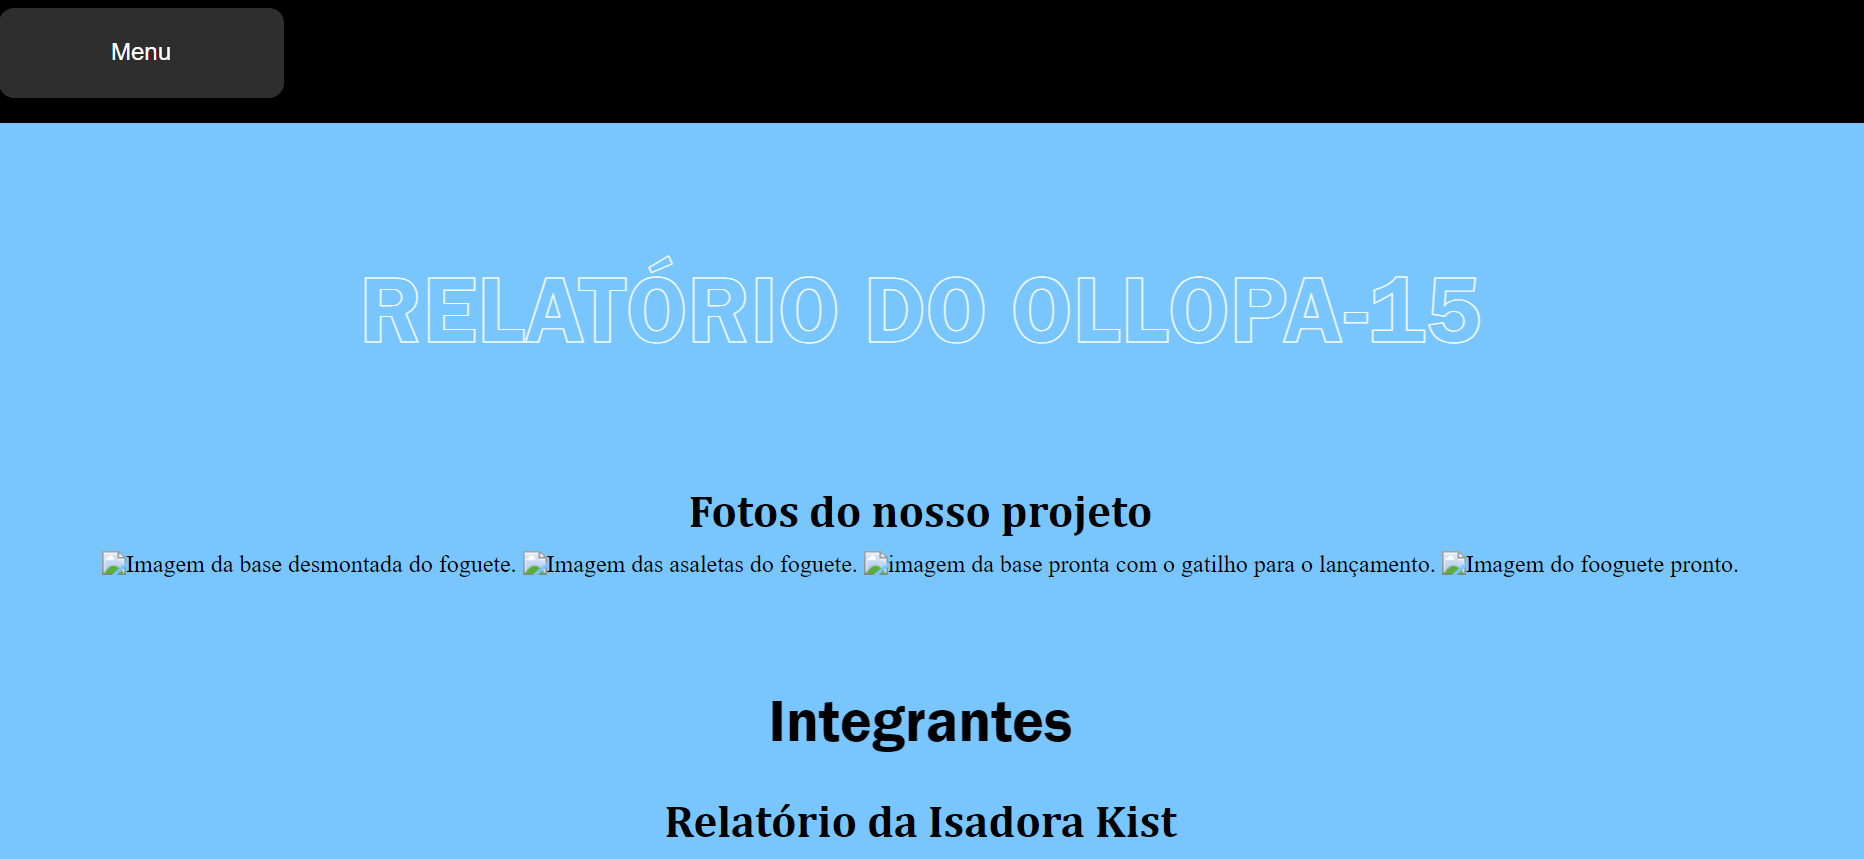 Menu
RELATÓRIO DO OLLOPA-15
Fotos do nosso projeto
Imagem da base desmontada do foguete. Imagem das asaletas do foguete. imagem da base pronta com o gatilho para o lançamento. Imagem do fooguete pronto.
Integrantes
Relatório da Isadora Kist